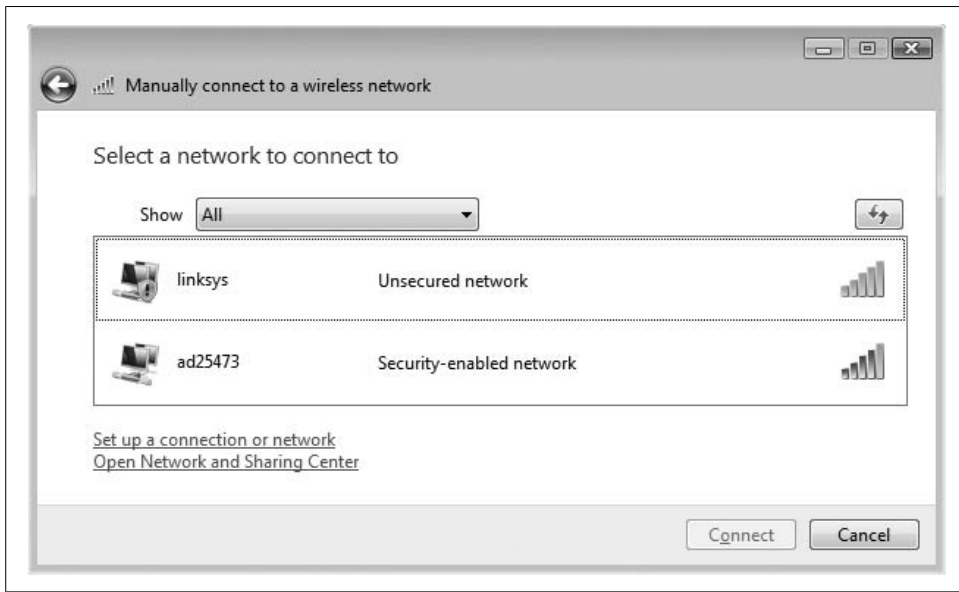 Manually connect to a wireless network
Select a network to connect to
Show All
linksys Unsecured network
ad25473 Security-enabled network
Set up a connection or network
Open Network and Sharing Center
Connect Cancel